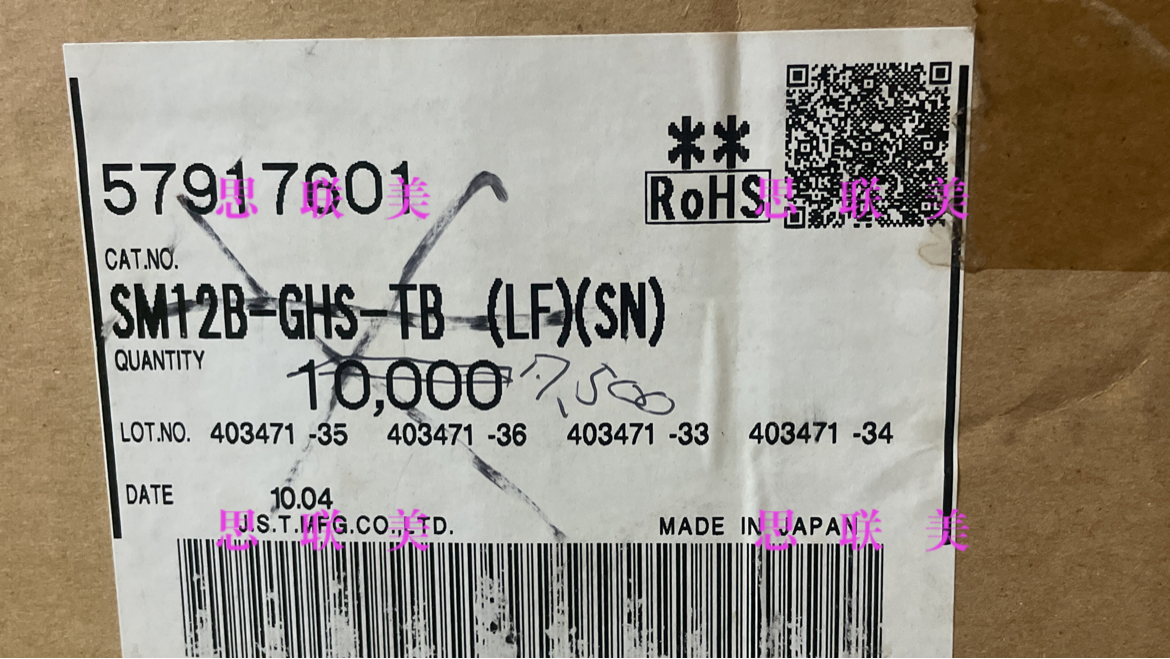 **
57917601
RoHS
思联美 思联美
CAT.NO.
SM12B-GHS-TB (LF)(SN)
QUANTITY
10,000 7,500
LOT.NO. 403471 -35 403471 -36 403471 -33 403471 -34
DATE 10.04
J.S.T.MFG.CO.,LTD. MADE IN JAPAN
思联美 思联美